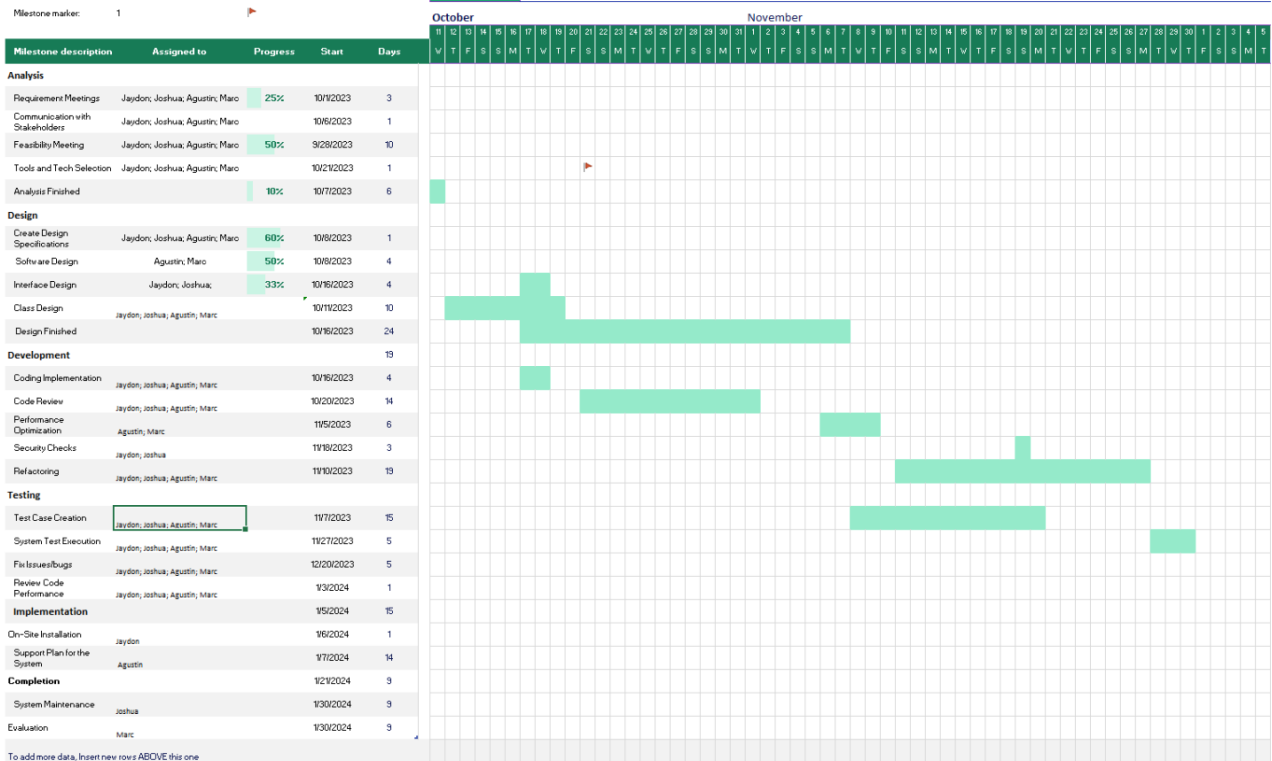 Milestone marker: 1
October November
11 12 13 14 15 16 17 18 19 20 21 22 23 24 25 26 27 28 29 30 31 1 2 3 4 5 6 7 8 9 10 11 12 13 14 15 16 17 18 19 20 21 22 23 24 25 26 27 28 29 30 1 2 3 4 5
Milestone description Assigned to Progress Start Days W T F S S M T W T F S S M T W T F S S M T W T F S S M T W T F S S M T W T F S S M T W T F S S M T W T F S S M T
Analysis
Requirement Meetings Jaydon; Joshua; Agustin; Marc 25% 10/1/2023 3
Communication with
Stakeholders Jaydon; Joshua; Agustin; Marc 10/6/2023 1
Feasibility Meeting Jaydon; Joshua; Agustin; Marc 50% 9/28/2023 10
Tools and Tech Selection Jaydon; Joshua; Agustin; Marc 10/21/2023 1
Analysis Finished 10% 10/7/2023 6
Design
Create Design
Specifications Jaydon; Joshua; Agustin; Marc 60% 10/8/2023 1
Software Design Agustin; Marc 50% 10/8/2023 4
Interface Design Jaydon; Joshua; 33% 10/16/2023 4
Class Design Jaydon; Joshua; Agustin; Marc 10/11/2023 10
Design Finished 10/16/2023 24
Development 19
Coding Implementation Jaydon; Joshua; Agustin; Marc 10/16/2023 4
Code Review Jaydon; Joshua; Agustin; Marc 10/20/2023 14
Performance
Optimization Agustin; Marc 11/5/2023 6
Security Checks Jaydon; Joshua 11/18/2023 3
Refactoring Jaydon; Joshua; Agustin; Marc 11/10/2023 19
Testing
Test Case Creation Jaydon; Joshua; Agustin; Marc 11/7/2023 15
System Test Execution Jaydon; Joshua; Agustin; Marc 11/27/2023 5
Fix Issues/bugs Jaydon; Joshua; Agustin; Marc 12/20/2023 5
Review Code
Performance Jaydon; Joshua; Agustin; Marc 1/3/2024 1
Implementation 1/5/2024 15
On-Site Installation Jaydon 1/6/2024 1
Support Plan for the
System Agustin 1/7/2024 14
Completion 1/21/2024 9
System Maintenance Joshua 1/30/2024 9
Evaluation Marc 1/30/2024 9
To add more data, Insert new rows ABOVE this one